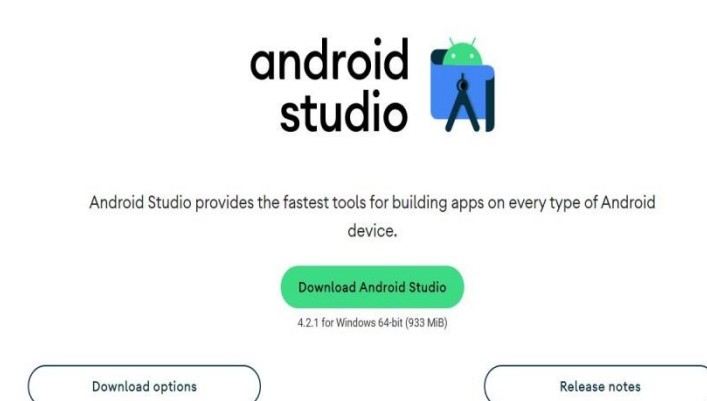 android
studio
Android Studio provides the fastest tools for building apps on every type of Android
device.
Download Android Studio
4.2.1 for Windows 64-bit (933 MiB)
Download options
Release notes